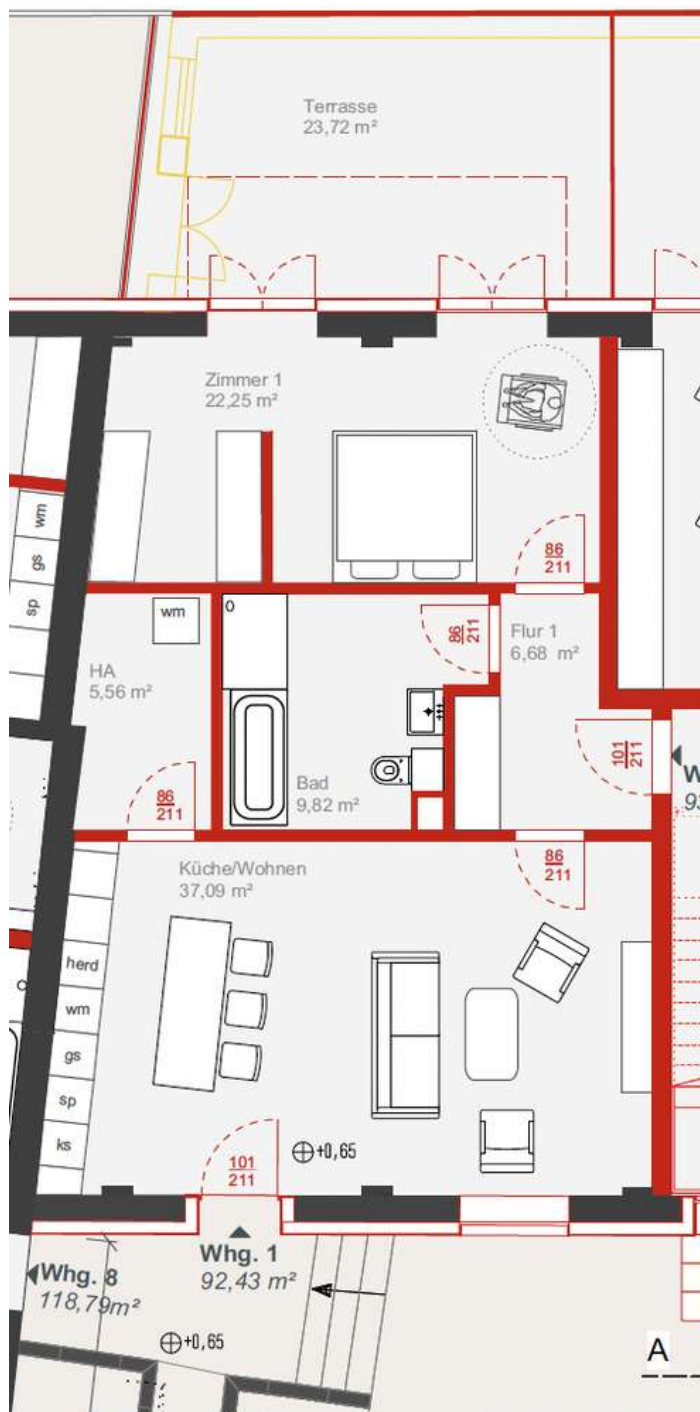 Terrasse
23,72 m²
Zimmer 1
22,25 m²
wm
gs
sp
86
211
wm
O
86
211
Flur 1
6,68 m²
HA
5,56 m²
101
211
Bad
9,82 m²
86
211
86
211
Küche/Wohnen
37,09 m²
herd
wm
gs
sp
ks
+0,65
101
211
Whg. 1
92,43 m²
Whg. 8
118,79m²
+0,65
A